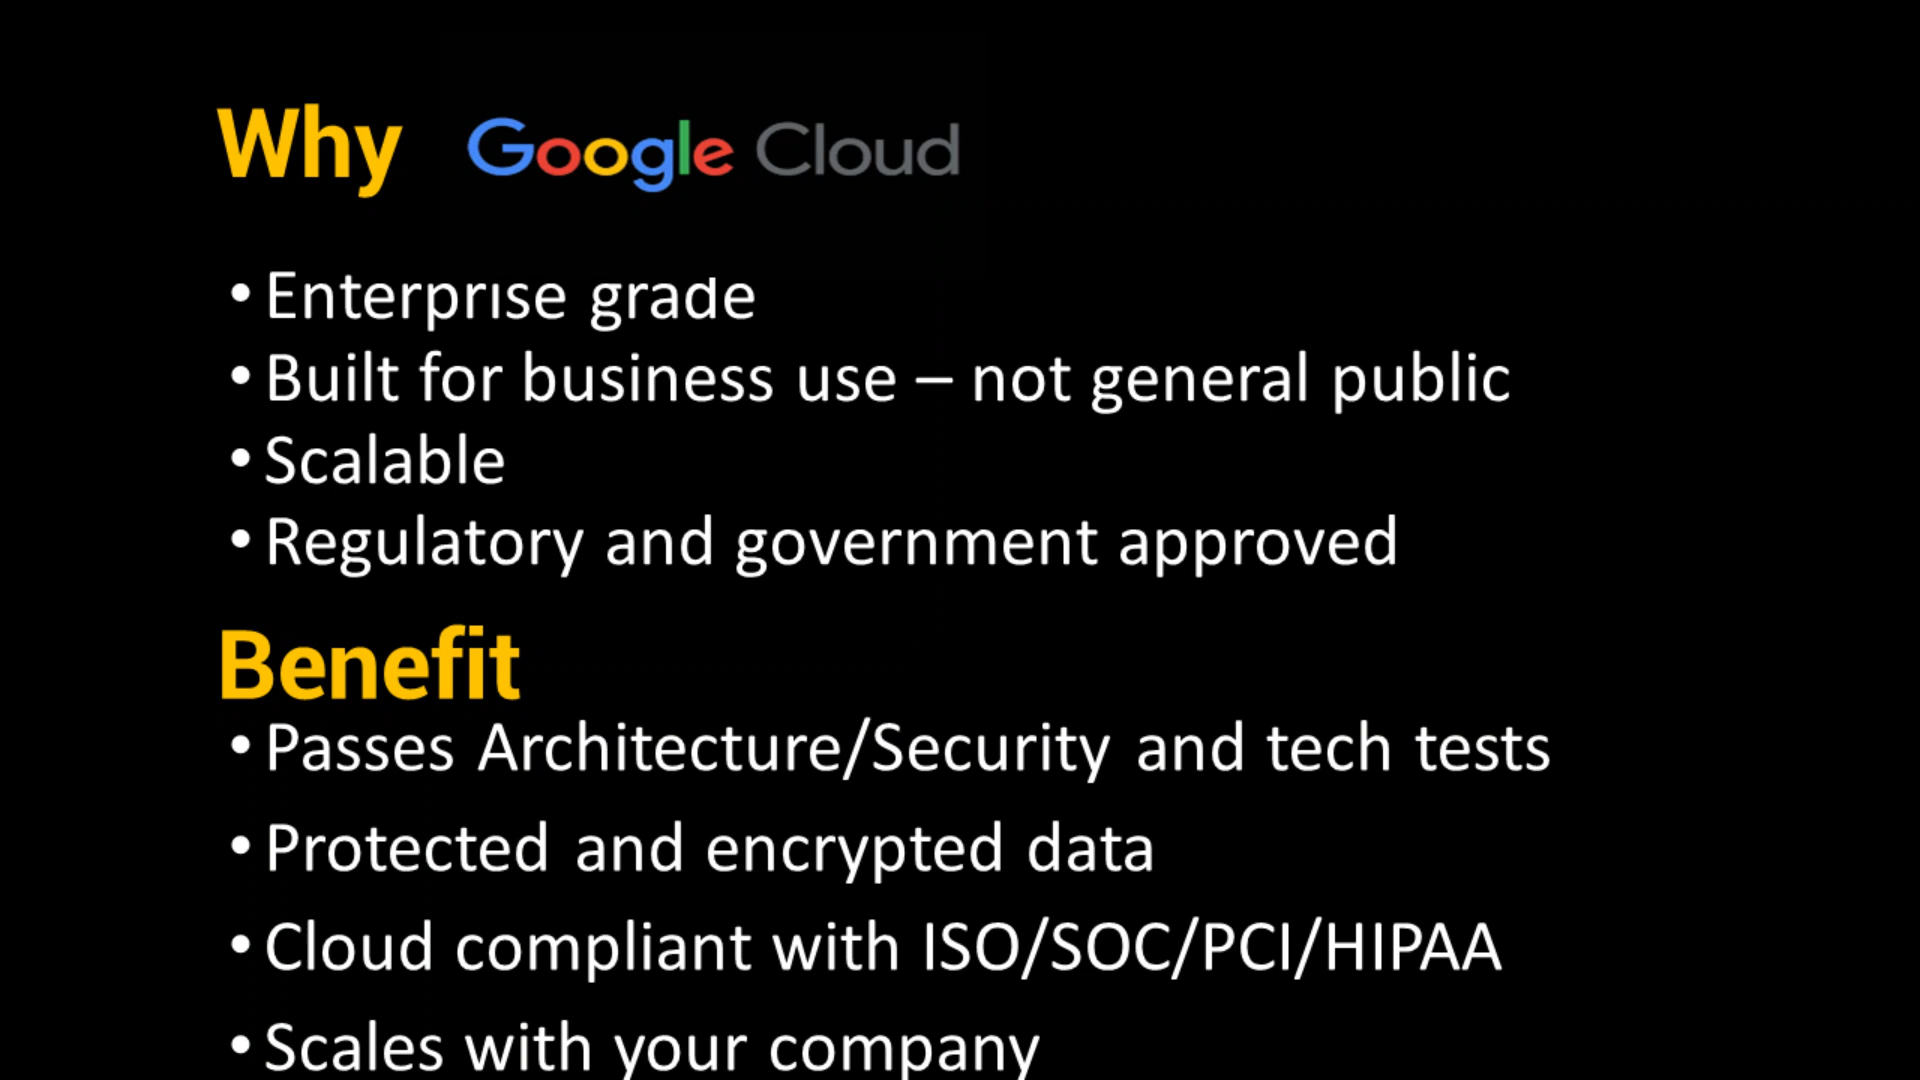 Why Google Cloud
• Enterprise grade
• Built for business use – not general public
• Scalable
• Regulatory and government approved
Benefit
• Passes Architecture/Security and tech tests
• Protected and encrypted data
• Cloud compliant with ISO/SOC/PCI/HIPAA
• Scales with your company